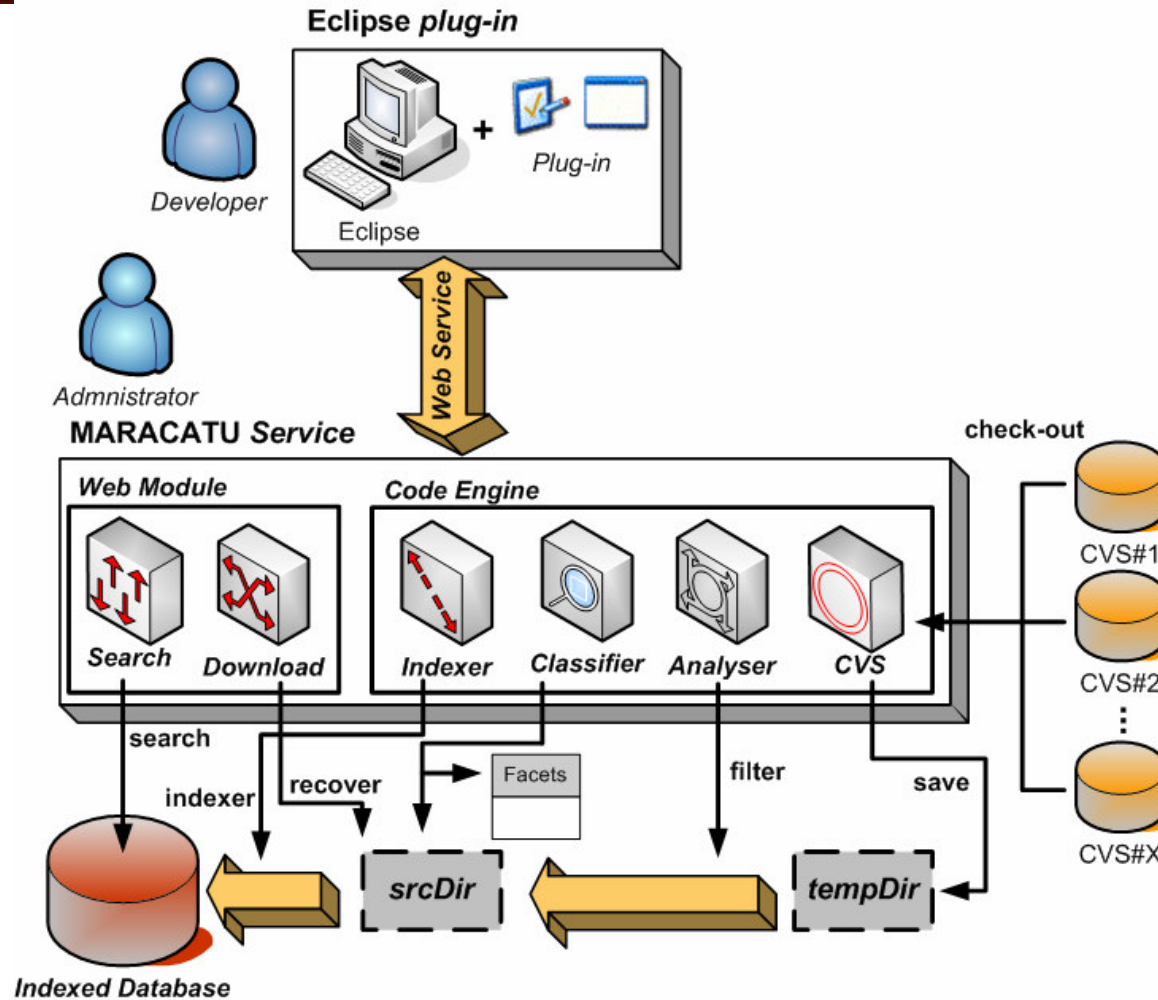 Eclipse plug-in
+
Plug-in
Developer
Eclipse
Web Service
Admnistrator
MARACATU Service
check-out
Web Module
Code Engine
CVS#1
Search
Download
Indexer
Classifier
Analyser
CVS
CVS#2
search
Facets
filter
save
indexer
recover
CVS#X
srcDir
tempDir
Indexed Database